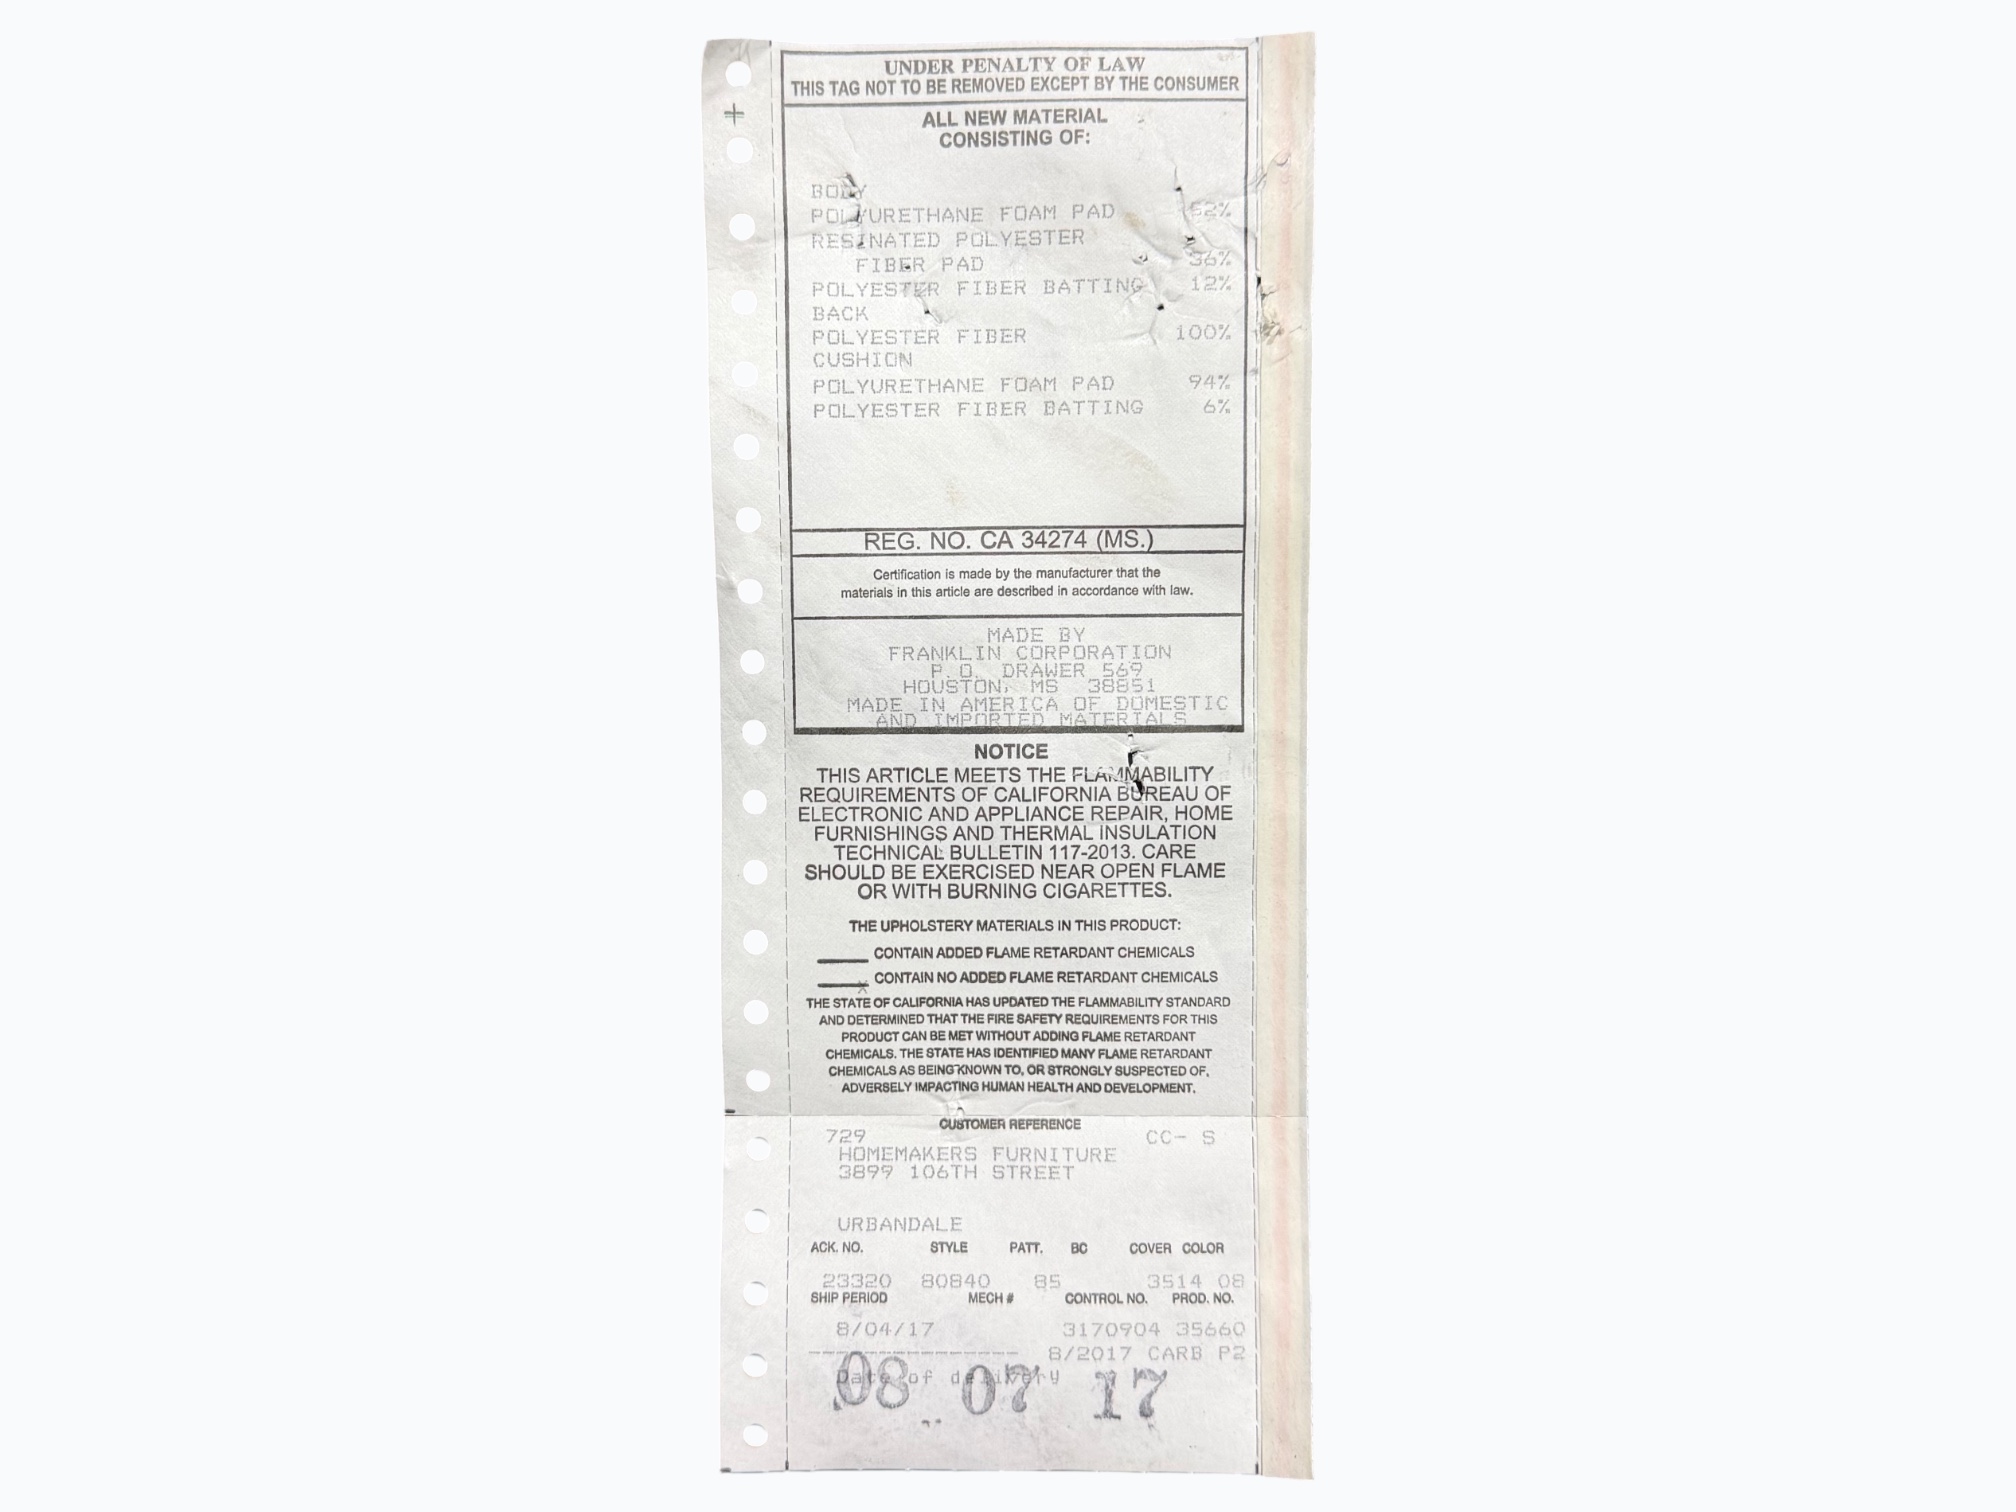 UNDER PENALTY OF LAW
THIS TAG NOT TO BE REMOVED EXCEPT BY THE CONSUMER
ALL NEW MATERIAL
CONSISTING OF:
BODY
POLYURETHANE FOAM PAD 52%
RESINATED POLYESTER
FIBER PAD 36%
POLYESTER FIBER BATTING 12%
BACK
POLYESTER FIBER 100%
CUSHION
POLYURETHANE FOAM PAD 94%
POLYESTER FIBER BATTING 6%
REG. NO. CA 34274 (MS.)
Certification is made by the manufacturer that the
materials in this article are described in accordance with law.
MADE BY
FRANKLIN CORPORATION
P.O. DRAWER 569
HOUSTON, MS 38851
MADE IN AMERICA OF DOMESTIC
AND IMPORTED MATERIALS
NOTICE
THIS ARTICLE MEETS THE FLAMMABILITY
REQUIREMENTS OF CALIFORNIA BUREAU OF
ELECTRONIC AND APPLIANCE REPAIR, HOME
FURNISHINGS AND THERMAL INSULATION
TECHNICAL BULLETIN 117-2013. CARE
SHOULD BE EXERCISED NEAR OPEN FLAME
OR WITH BURNING CIGARETTES.
THE UPHOLSTERY MATERIALS IN THIS PRODUCT:
_____ CONTAIN ADDED FLAME RETARDANT CHEMICALS
____X CONTAIN NO ADDED FLAME RETARDANT CHEMICALS
THE STATE OF CALIFORNIA HAS UPDATED THE FLAMMABILITY STANDARD
AND DETERMINED THAT THE FIRE SAFETY REQUIREMENTS FOR THIS
PRODUCT CAN BE MET WITHOUT ADDING FLAME RETARDANT
CHEMICALS. THE STATE HAS IDENTIFIED MANY FLAME RETARDANT
CHEMICALS AS BEING KNOWN TO, OR STRONGLY SUSPECTED OF,
ADVERSELY IMPACTING HUMAN HEALTH AND DEVELOPMENT.
CUSTOMER REFERENCE
729 CC- S
HOMEMAKERS FURNITURE
3899 106TH STREET
URBANDALE
ACK. NO. STYLE PATT. BC COVER COLOR
23320 80840 85 3514 08
SHIP PERIOD MECH # CONTROL NO. PROD. NO.
8/04/17 3170904 35660
8/2017 CARB P2
Date of delivery
08 07 17